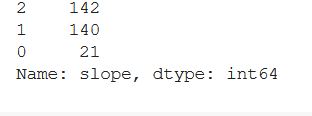 2    142
1    140
0     21
Name: slope, dtype: int64